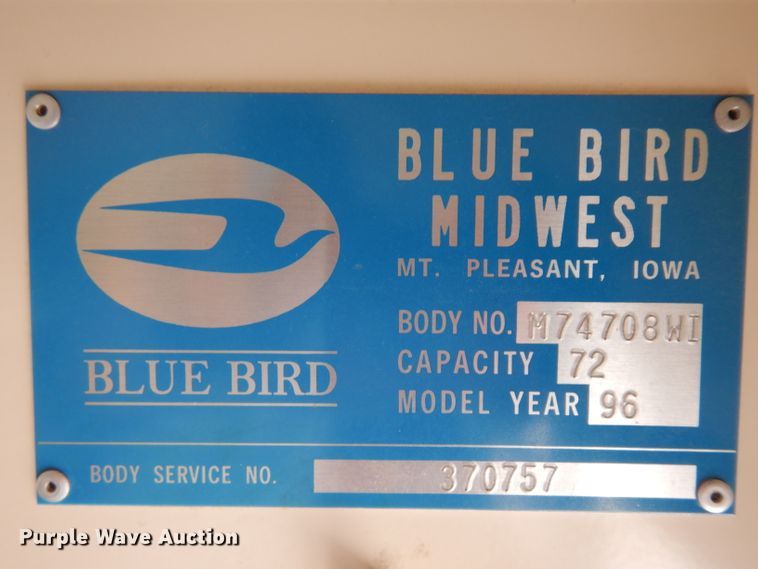 BLUE BIRD
MIDWEST
MT. PLEASANT, IOWA
BODY NO. M74708WI
CAPACITY 72
MODEL YEAR 96
BLUE BIRD
BODY SERVICE NO. 370757
Purple Wave Auction